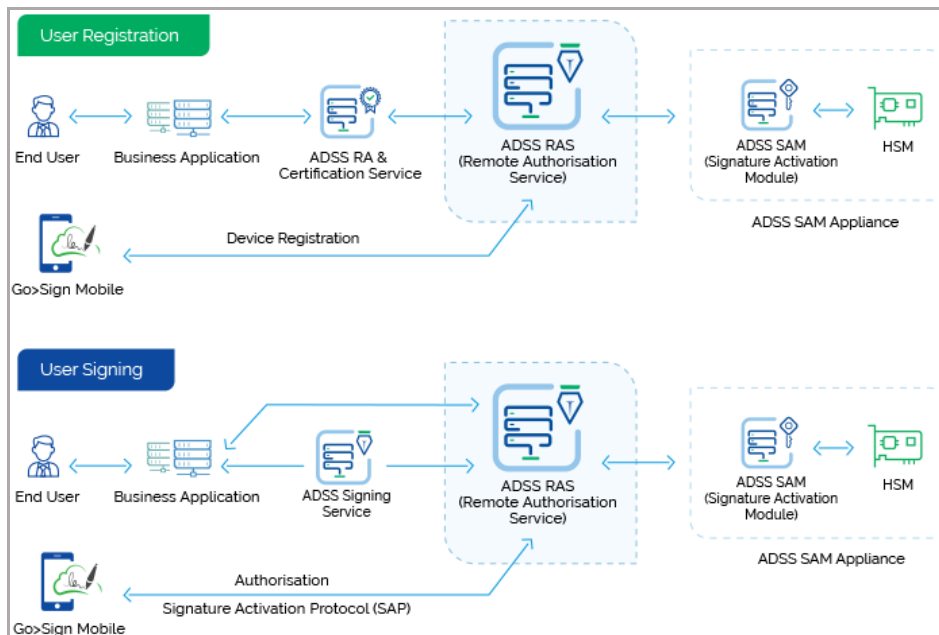 User Registration
End User
Business Application
ADSS RA &
Certification Service
ADSS RAS
(Remote Authorisation
Service)
ADSS SAM
(Signature Activation
Module)
HSM
ADSS SAM Appliance
Device Registration
Go>Sign Mobile
User Signing
End User
Business Application
ADSS Signing
Service
ADSS RAS
(Remote Authorisation
Service)
ADSS SAM
(Signature Activation
Module)
HSM
ADSS SAM Appliance
Authorisation
Signature Activation Protocol (SAP)
Go>Sign Mobile